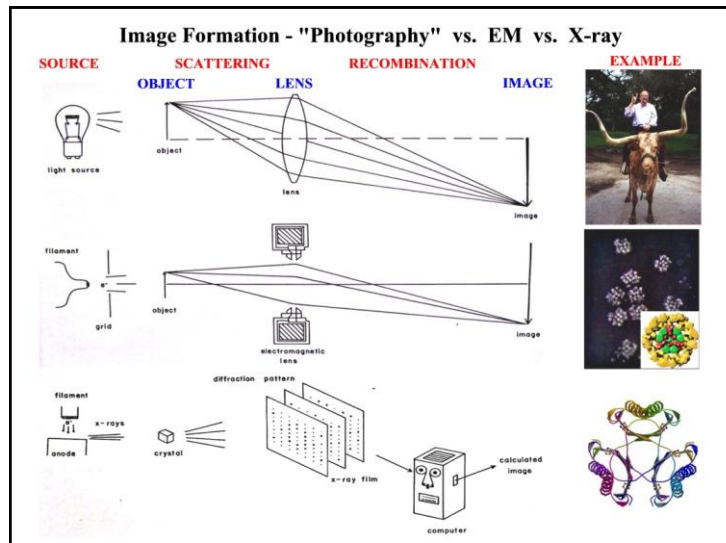 Image Formation - "Photography" vs. EM vs. X-ray
SOURCE SCATTERING RECOMBINATION EXAMPLE
OBJECT LENS IMAGE
object
light source
lens
image
filament
e⁻
grid
object
electromagnetic
lens
image
diffraction pattern
filament
e⁻
x-rays
anode
crystal
x-ray film
calculated
image
computer